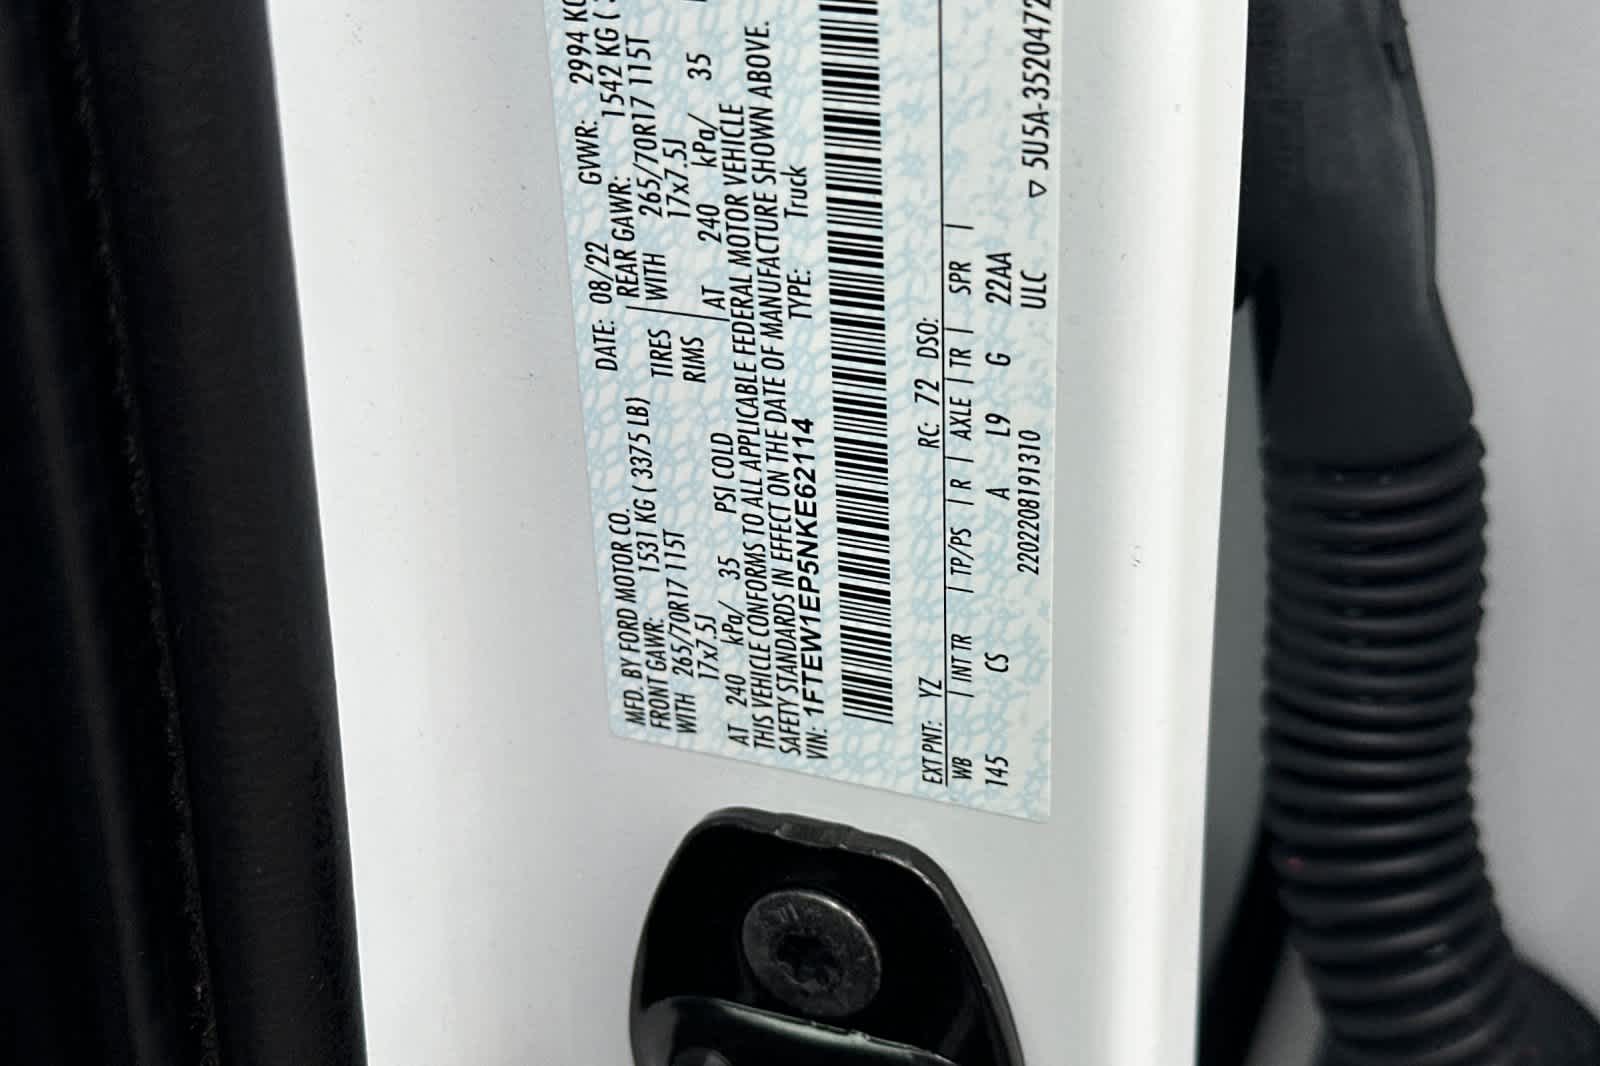 MFD. BY FORD MOTOR CO.
DATE: 08/22 GVWR: 2994 KG
FRONT GAWR: 1531 KG ( 3375 LB) REAR GAWR: 1542 KG (
WITH 265/70R17 115T TIRES WITH 265/70R17 115T
17x7.5J RIMS 17x7.5J
AT 240 kPa/ 35 PSI COLD AT 240 kPa/ 35
THIS VEHICLE CONFORMS TO ALL APPLICABLE FEDERAL MOTOR VEHICLE
SAFETY STANDARDS IN EFFECT ON THE DATE OF MANUFACTURE SHOWN ABOVE.
VIN: 1FTEW1EP5NKE62114 TYPE: Truck
EXT PNT: YZ RC: 72 DSO:
WB | INT TR | TP/PS | R | AXLE | TR | SPR |
145 CS A L9 G 22AA
2202208191310 ULC ▽ 5U5A-3520472